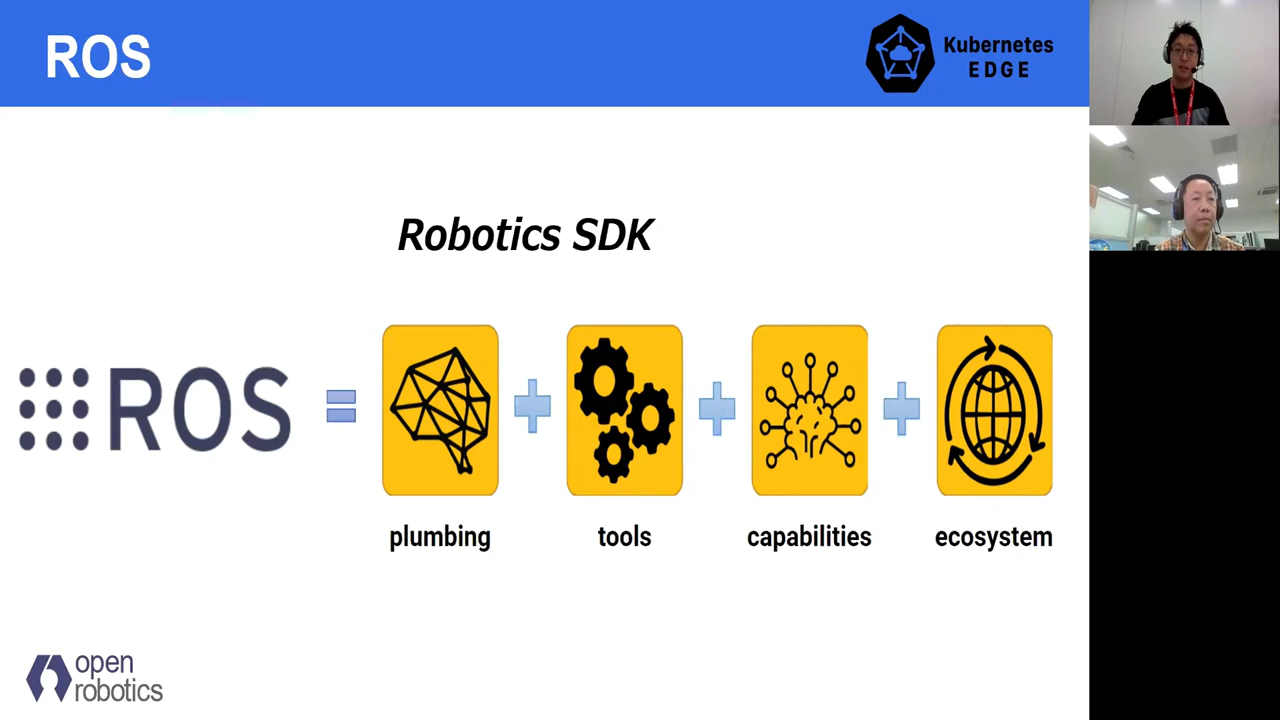 ROS
Kubernetes
EDGE
Robotics SDK
ROS
plumbing
tools
capabilities
ecosystem
open
robotics